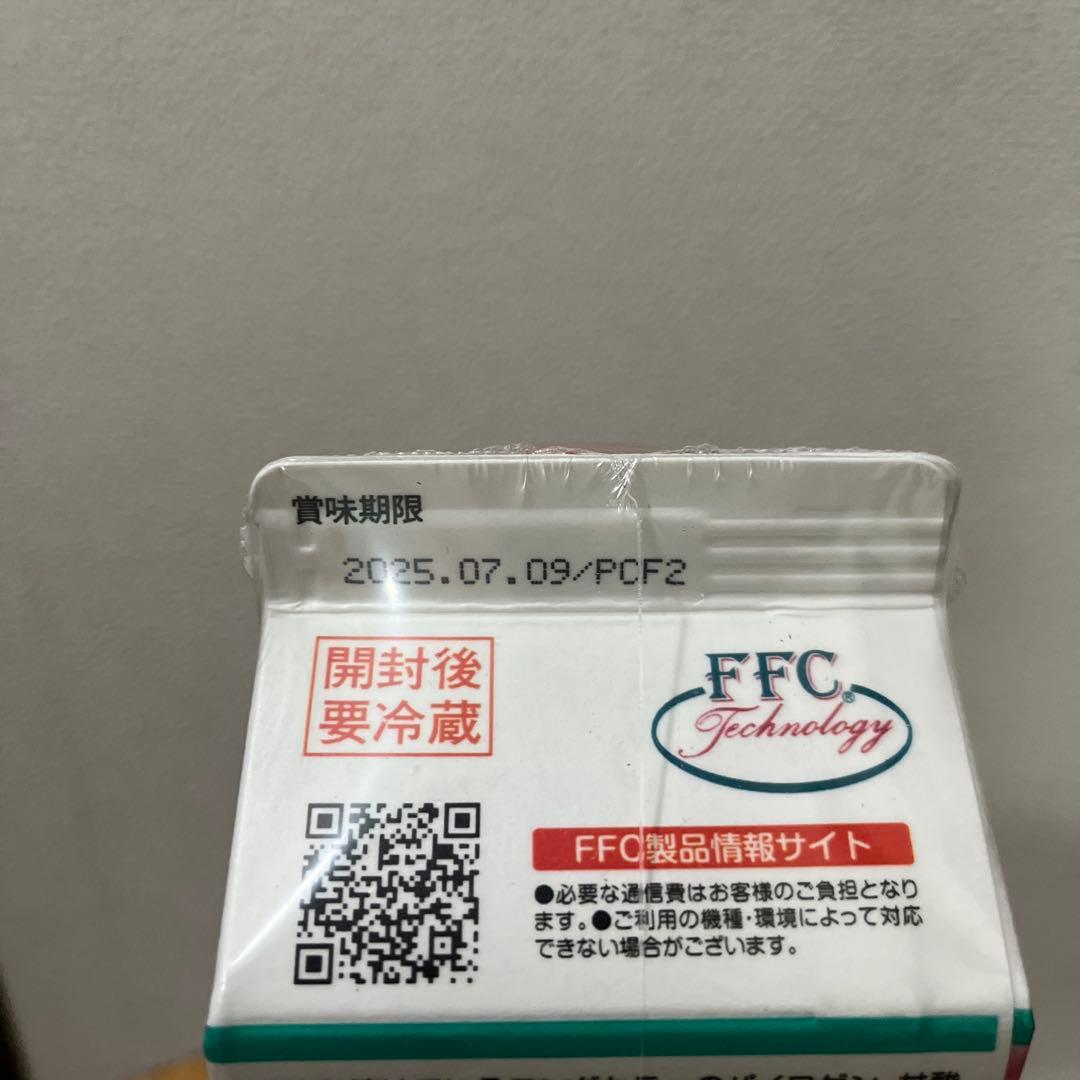 賞味期限
2025.07.09/PCF2
開封後
要冷蔵
FFC®
Technology
FFC製品情報サイト
●必要な通信費はお客様のご負担となり
ます。●ご利用の機種・環境によって対応
できない場合がございます。